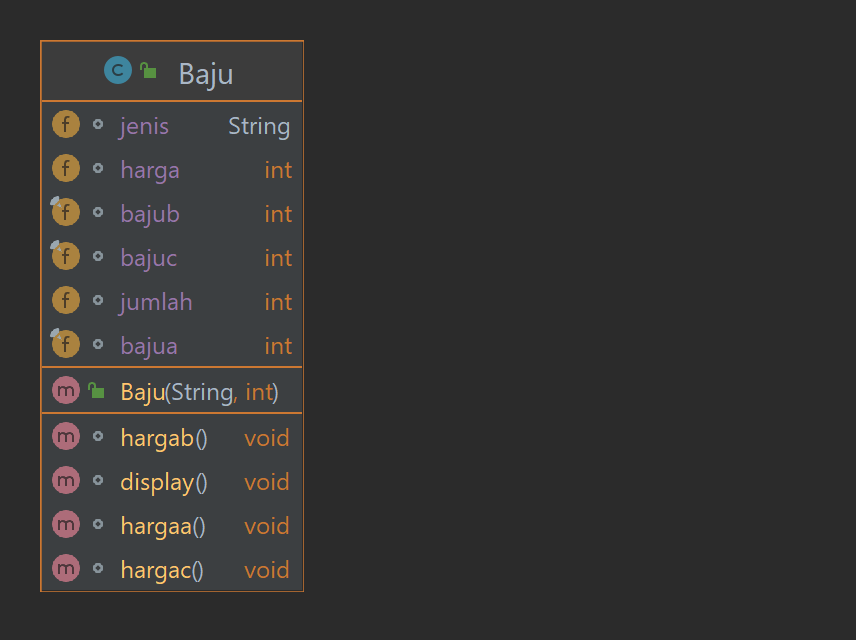 C Baju
f jenis String
f harga int
f bajub int
f bajuc int
f jumlah int
f bajua int
m Baju(String, int)
m hargab() void
m display() void
m hargaa() void
m hargac() void